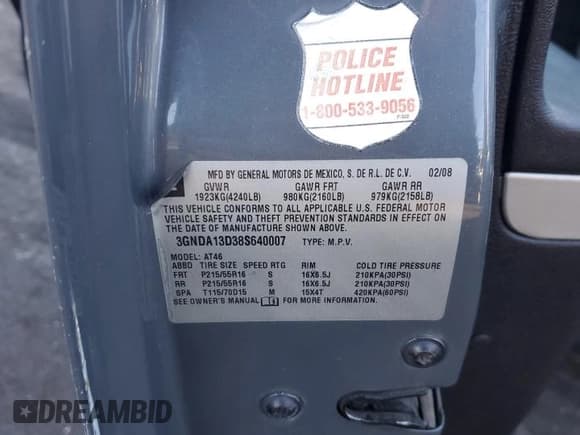 POLICE
HOTLINE
1-800-533-9056
MFD BY GENERAL MOTORS DE MEXICO, S. DE R.L. DE C.V. 02/08
GVWR GAWR FRT GAWR RR
1923KG(4240LB) 980KG(2160LB) 979KG(2158LB)
THIS VEHICLE CONFORMS TO ALL APPLICABLE U.S. FEDERAL MOTOR
VEHICLE SAFETY AND THEFT PREVENTION STANDARDS IN EFFECT ON
THE DATE OF MANUFACTURE SHOWN ABOVE.
3GNDA13D38S640007 TYPE: M.P.V.
MODEL: AT46
ABBD TIRE SIZE SPEED RTG RIM COLD TIRE PRESSURE
FRT P215/55R16 S 16X6.5J 210KPA(30PSI)
RR P215/55R16 S 16X6.5J 210KPA(30PSI)
SPA T115/70D15 M 15X4T 420KPA(60PSI)
SEE OWNER'S MANUAL FOR MORE INFORMATION.
DREAMBID